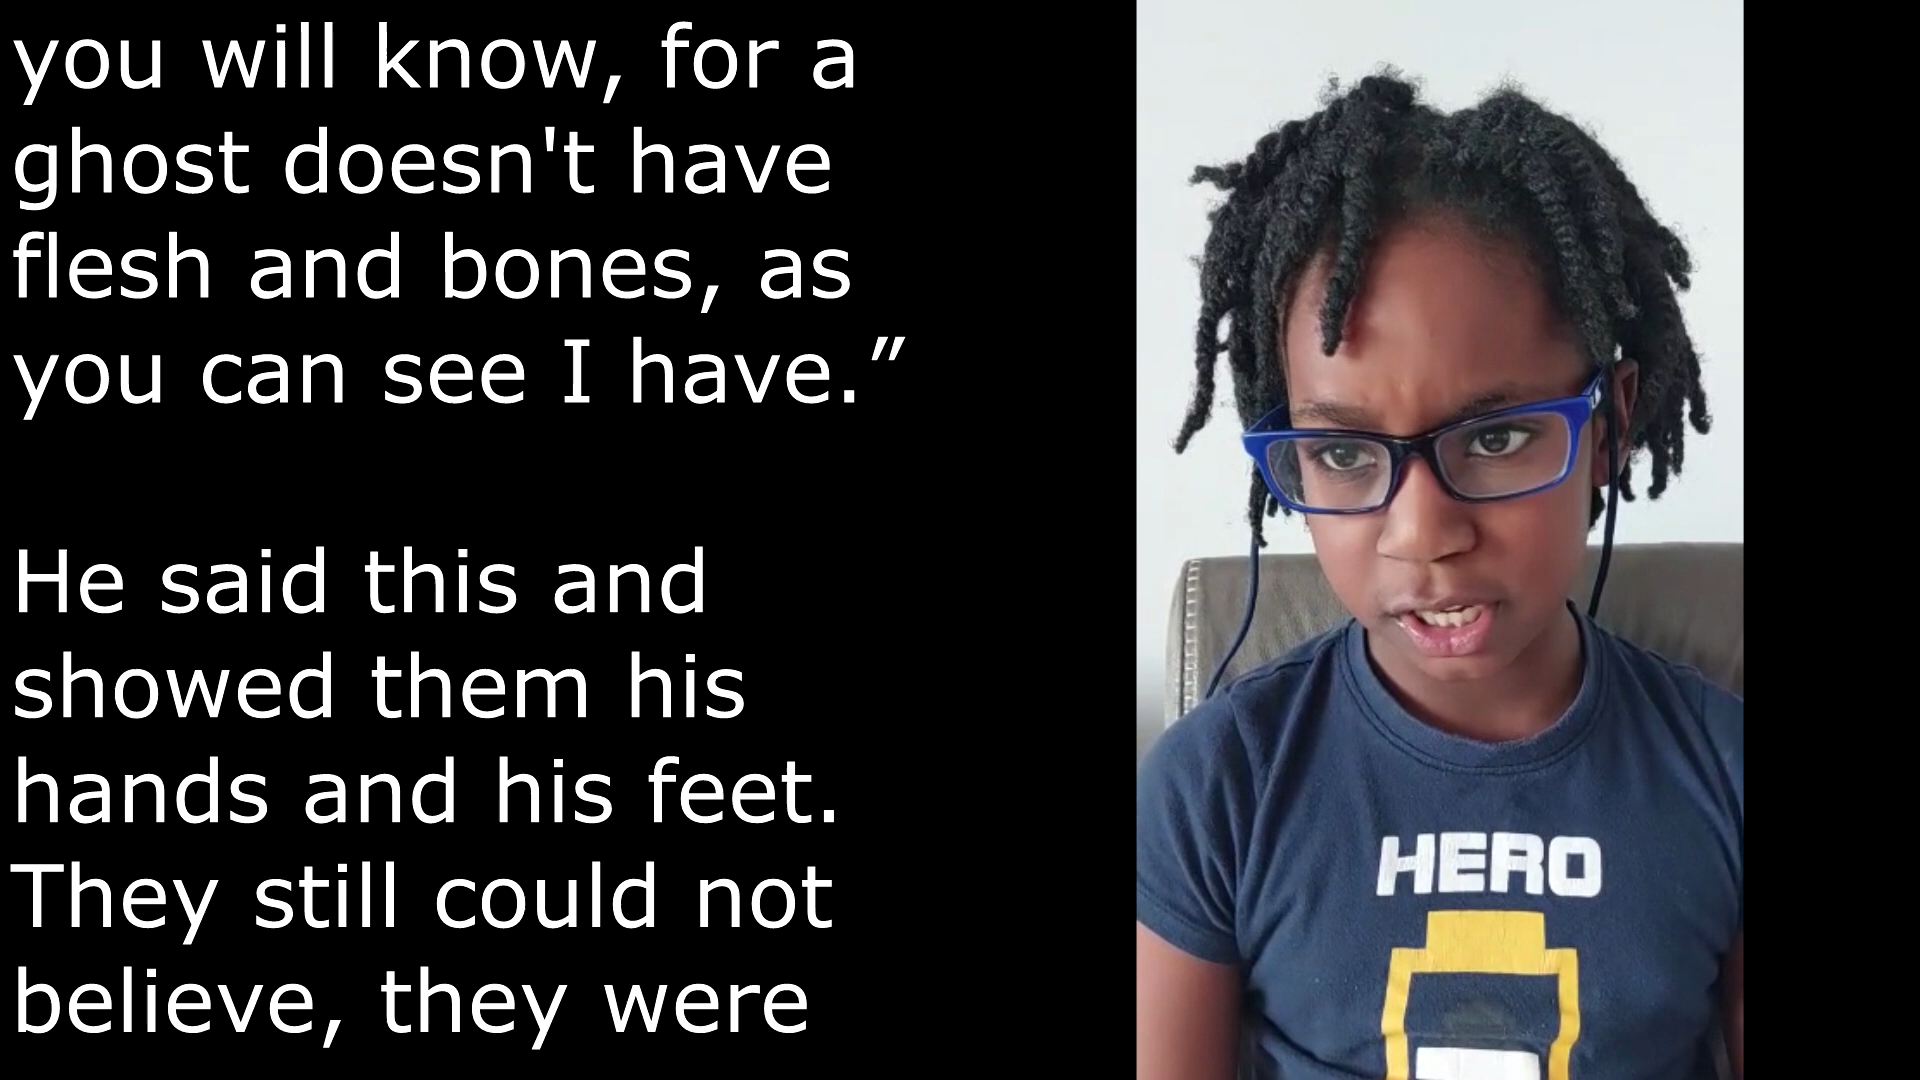 you will know, for a
ghost doesn't have
flesh and bones, as
you can see I have.”
He said this and
showed them his
hands and his feet.
They still could not
believe, they were
HERO